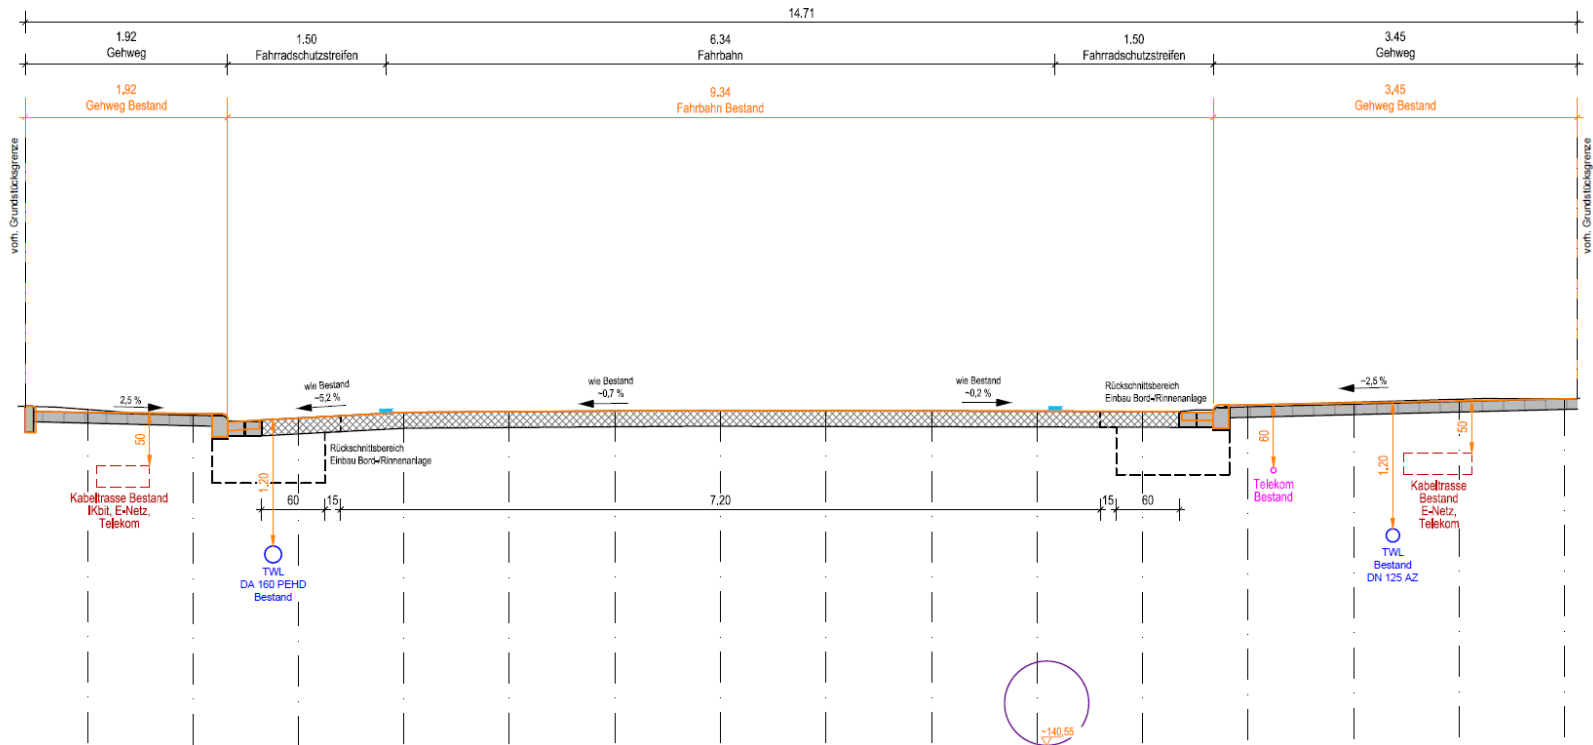 14.71
1.92
Gehweg
1.50
Fahrradschutzstreifen
6.34
Fahrbahn
1.50
Fahrradschutzstreifen
3.45
Gehweg
1,92
Gehweg Bestand
9.34
Fahrbahn Bestand
3,45
Gehweg Bestand
vorh. Grundstücksgrenze
vorh. Grundstücksgrenze
2,5 %
wie Bestand
~5,2 %
wie Bestand
~0,7 %
wie Bestand
~0,2 %
Rückschnittsbereich
Einbau Bord-/Rinnenanlage
~2,5 %
50
Rückschnittsbereich
Einbau Bord-/Rinnenanlage
1,20
60
1,20
50
Kabeltrasse Bestand
IKbit, E-Netz,
Telekom
60
15
7,20
15
60
Telekom
Bestand
Kabeltrasse
Bestand
E-Netz,
Telekom
TWL
DA 160 PEHD
Bestand
TWL
Bestand
DN 125 AZ
~140,55